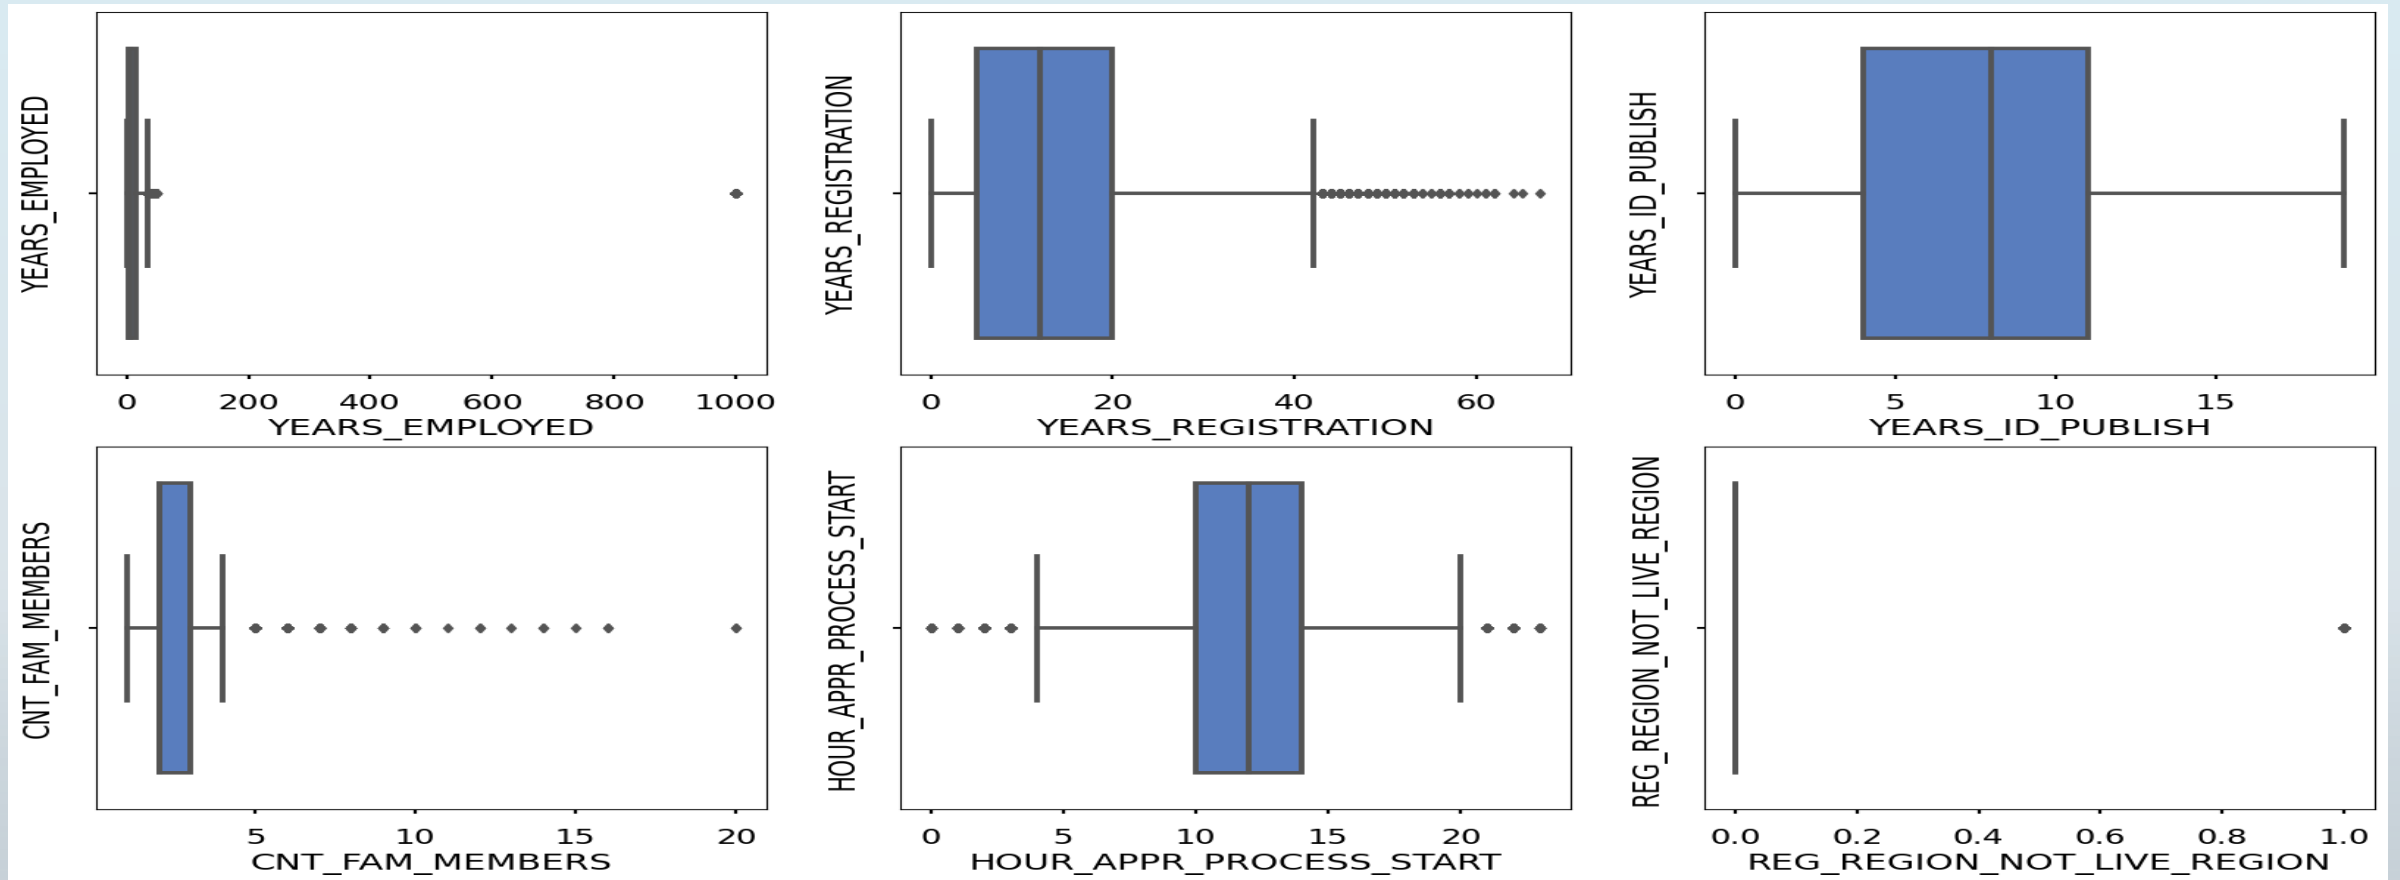 YEARS_EMPLOYED
0 200 400 600 800 1000
YEARS_EMPLOYED
YEARS_REGISTRATION
0 20 40 60
YEARS_REGISTRATION
YEARS_ID_PUBLISH
0 5 10 15
YEARS_ID_PUBLISH
CNT_FAM_MEMBERS
5 10 15 20
CNT_FAM_MEMBERS
HOUR_APPR_PROCESS_START
0 5 10 15 20
HOUR_APPR_PROCESS_START
REG_REGION_NOT_LIVE_REGION
0.0 0.2 0.4 0.6 0.8 1.0
REG_REGION_NOT_LIVE_REGION